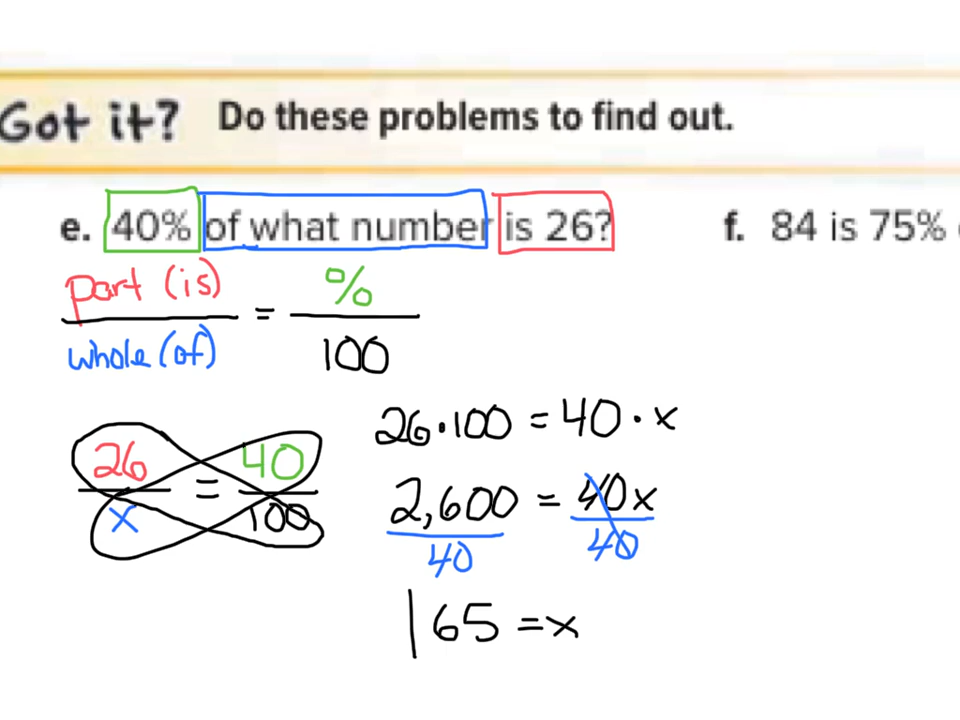 Got it? Do these problems to find out.
e. 40% of what number is 26?
f. 84 is 75%
part (is) / whole (of) = % / 100
26 / x = 40 / 100
26 · 100 = 40 · x
2,600 / 40 = 40x / 40
| 65 = x